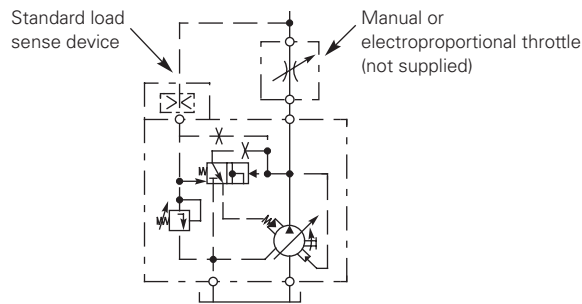 Standard load
sense device
Manual or
electroproportional throttle
(not supplied)